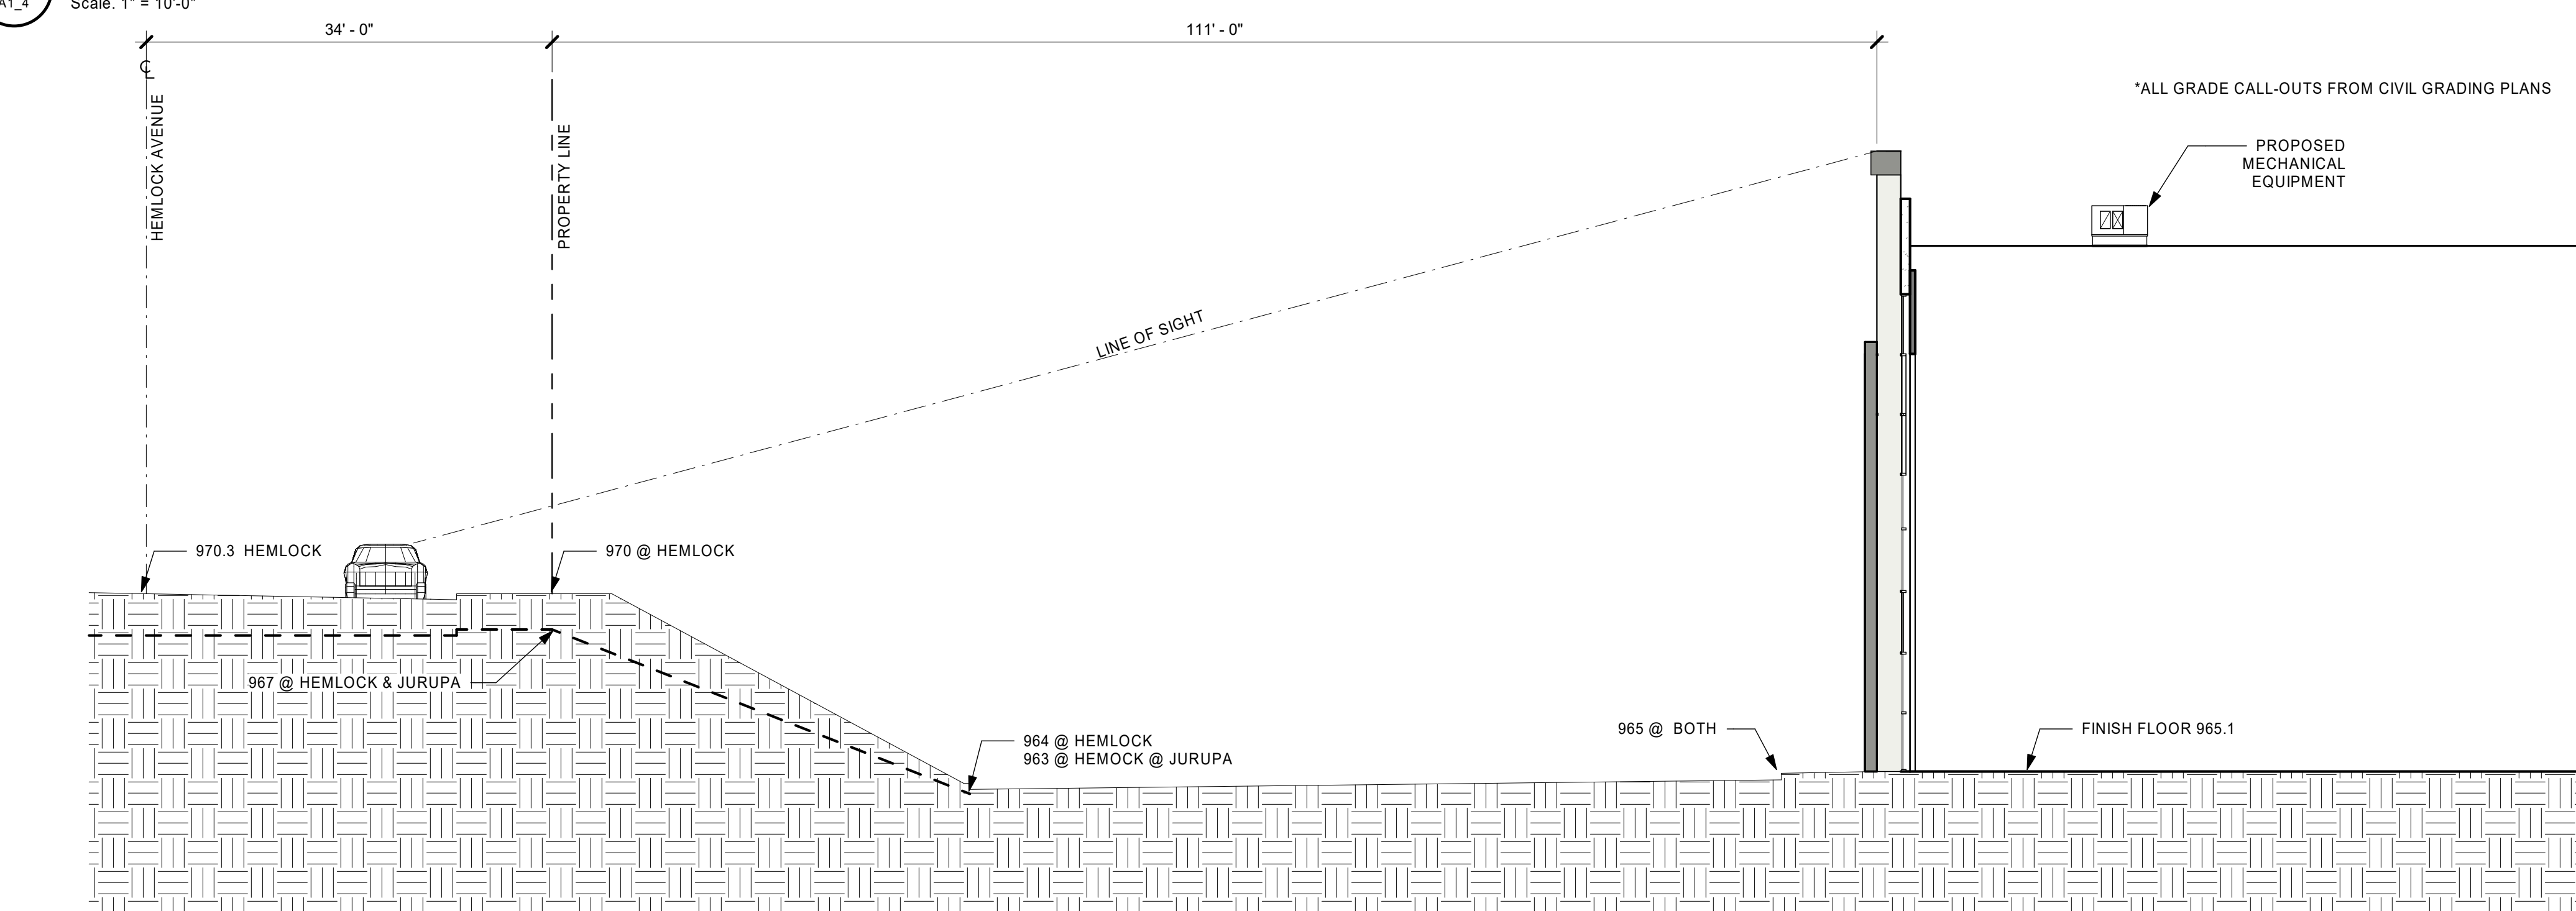 A1_4
Scale: 1" = 10'-0"
34' - 0"
111' - 0"
HEMLOCK AVENUE
PROPERTY LINE
*ALL GRADE CALL-OUTS FROM CIVIL GRADING PLANS
PROPOSED
MECHANICAL
EQUIPMENT
LINE OF SIGHT
970.3 HEMLOCK
970 @ HEMLOCK
967 @ HEMLOCK & JURUPA
964 @ HEMLOCK
963 @ HEMOCK @ JURUPA
965 @ BOTH
FINISH FLOOR 965.1